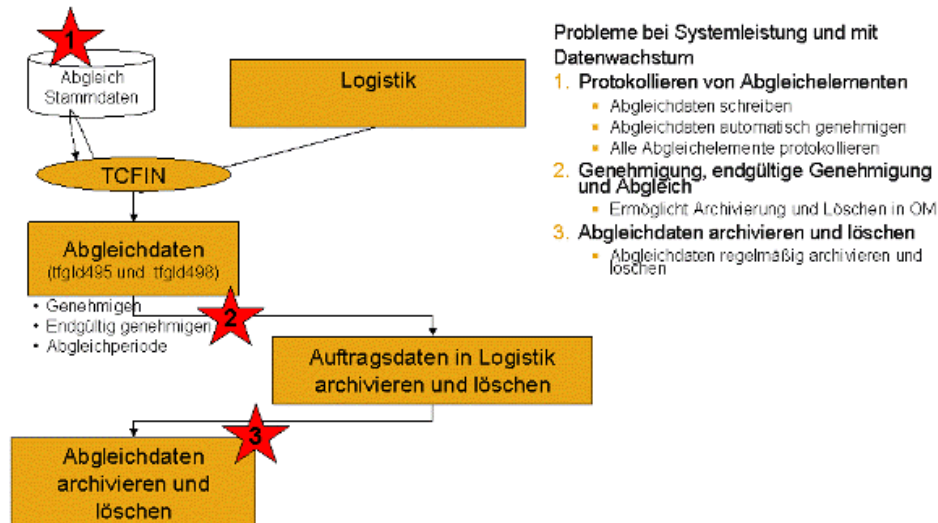 1
Abgleich
Stammdaten
Logistik
TCFIN
Abgleichdaten
(tfgld495 und tfgld498)
• Genehmigen
• Endgültig genehmigen
• Abgleichperiode
2
Auftragsdaten in Logistik
archivieren und löschen
3
Abgleichdaten
archivieren und
löschen
Probleme bei Systemleistung und mit
Datenwachstum
1. Protokollieren von Abgleichelementen
Abgleichdaten schreiben
Abgleichdaten automatisch genehmigen
Alle Abgleichelemente protokollieren
2. Genehmigung, endgültige Genehmigung
und Abgleich
Ermöglicht Archivierung und Löschen in OM
3. Abgleichdaten archivieren und löschen
Abgleichdaten regelmäßig archivieren und
löschen